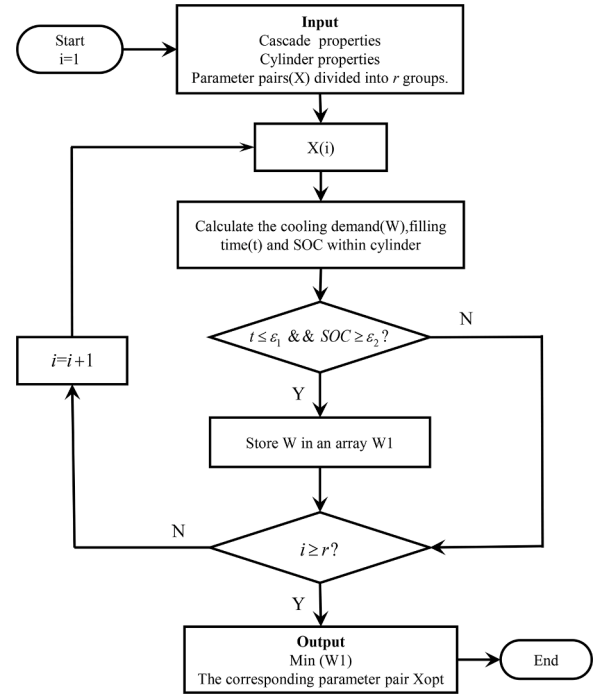 Start
i=1
Input
Cascade properties
Cylinder properties
Parameter pairs(X) divided into r groups.
X(i)
Calculate the cooling demand(W),filling
time(t) and SOC within cylinder
t ≤ ε₁ && SOC ≥ ε₂?
N
Y
i=i+1
Store W in an array W1
N
i ≥ r?
Y
Output
Min (W1)
The corresponding parameter pair Xopt
End